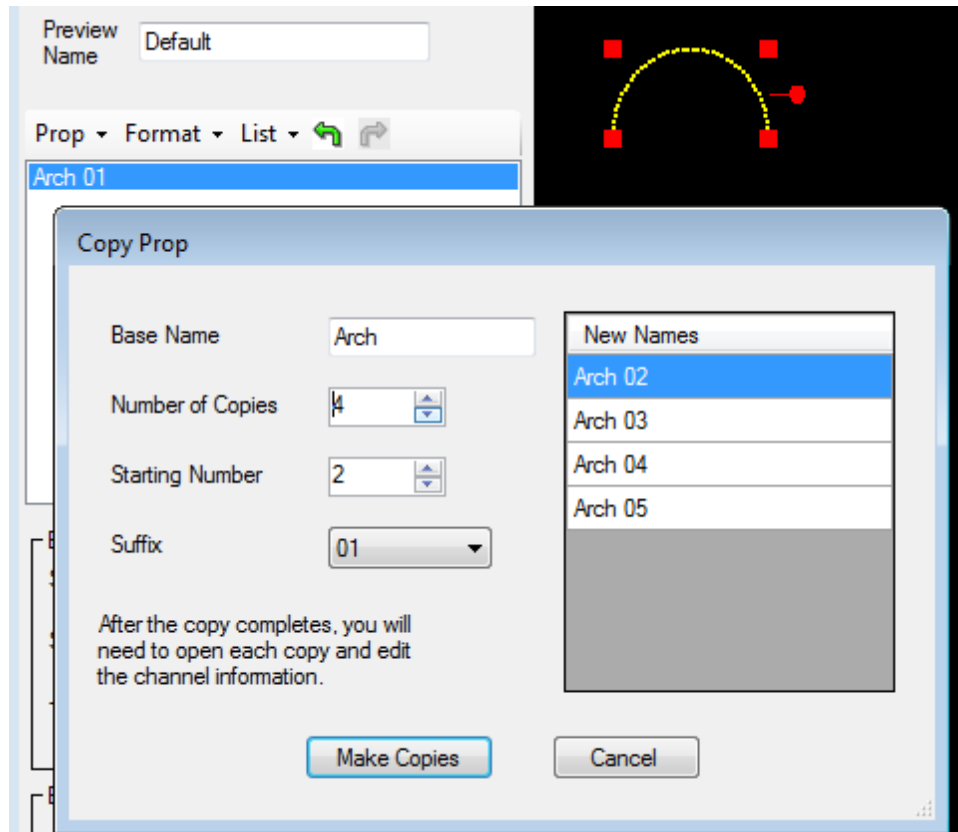 Preview
Name
Default
Prop Format List
Arch 01
Copy Prop
Base Name
Arch
New Names
Arch 02
Number of Copies
4
Arch 03
Starting Number
2
Arch 04
Arch 05
Suffix
01
After the copy completes, you will
need to open each copy and edit
the channel information.
Make Copies
Cancel